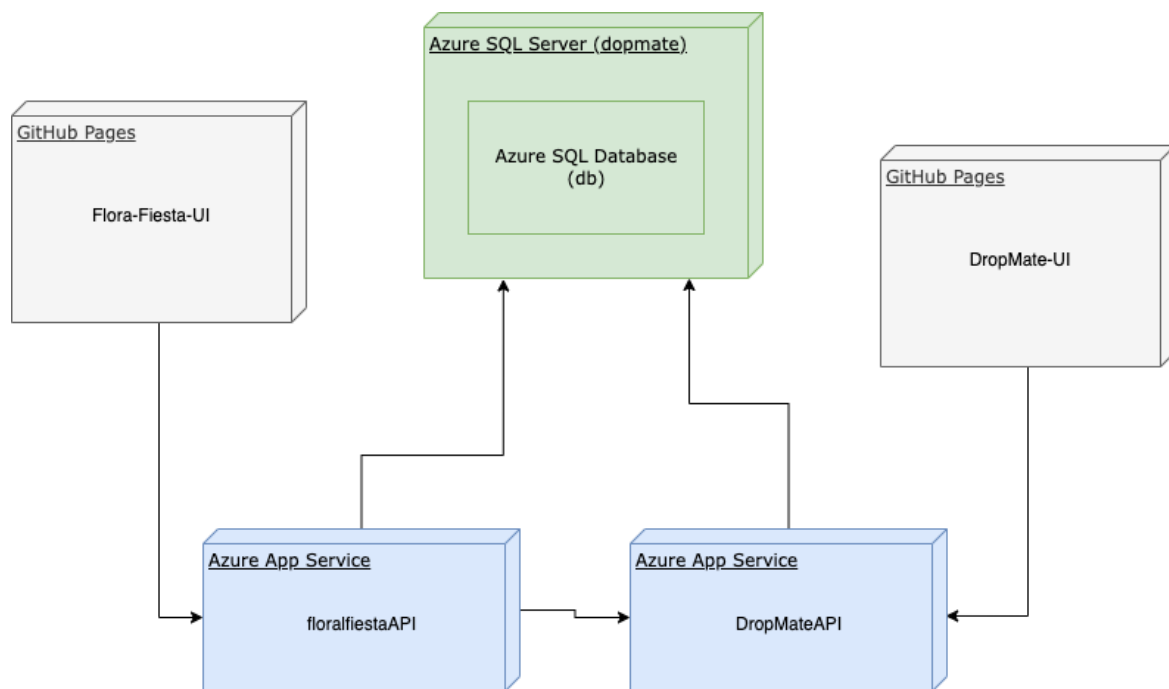 Azure SQL Server (dopmate)
Azure SQL Database
(db)
GitHub Pages
Flora-Fiesta-UI
GitHub Pages
DropMate-UI
Azure App Service
floralfiestaAPI
Azure App Service
DropMateAPI